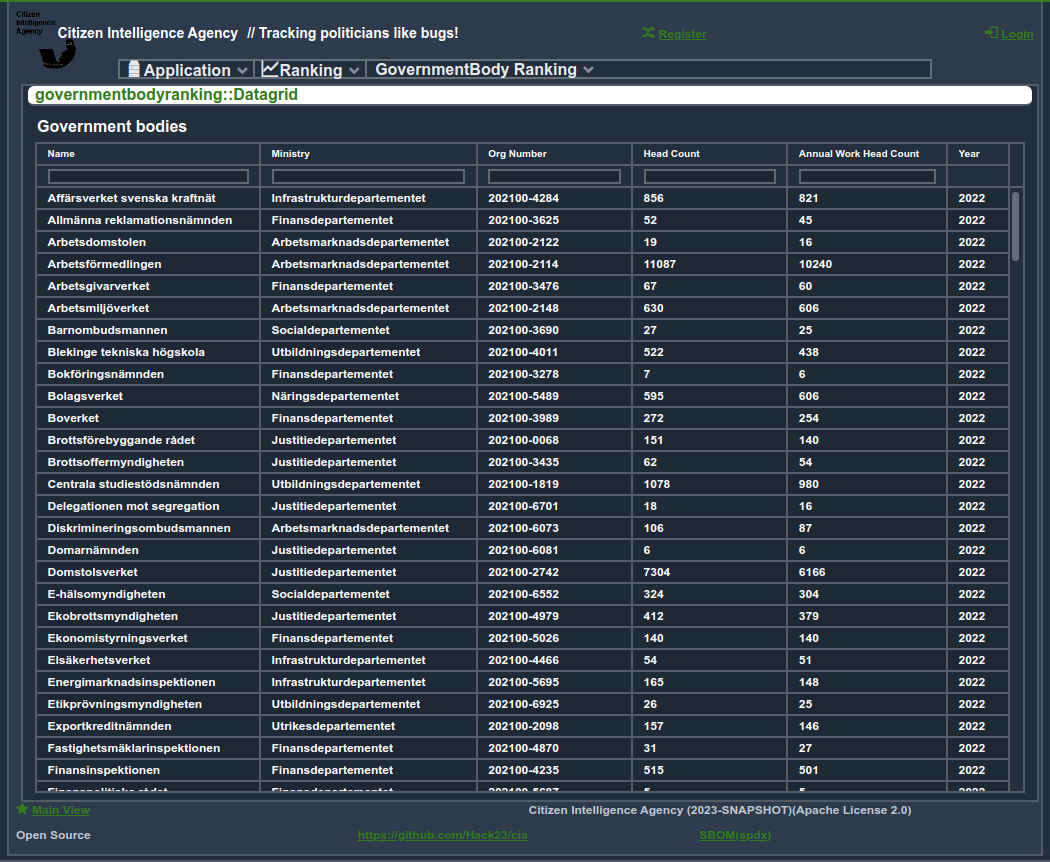 Citizen
Intelligence
Agency
Citizen Intelligence Agency // Tracking politicians like bugs!
Register
Login
Application Ranking GovernmentBody Ranking
governmentbodyranking::Datagrid
Government bodies
Name Ministry Org Number Head Count Annual Work Head Count Year
Affärsverket svenska kraftnät Infrastrukturdepartementet 202100-4284 856 821 2022
Allmänna reklamationsnämnden Finansdepartementet 202100-3625 52 45 2022
Arbetsdomstolen Arbetsmarknadsdepartementet 202100-2122 19 16 2022
Arbetsförmedlingen Arbetsmarknadsdepartementet 202100-2114 11087 10240 2022
Arbetsgivarverket Finansdepartementet 202100-3476 67 60 2022
Arbetsmiljöverket Arbetsmarknadsdepartementet 202100-2148 630 606 2022
Barnombudsmannen Socialdepartementet 202100-3690 27 25 2022
Blekinge tekniska högskola Utbildningsdepartementet 202100-4011 522 438 2022
Bokföringsnämnden Finansdepartementet 202100-3278 7 6 2022
Bolagsverket Näringsdepartementet 202100-5489 595 606 2022
Boverket Finansdepartementet 202100-3989 272 254 2022
Brottsförebyggande rådet Justitiedepartementet 202100-0068 151 140 2022
Brottsoffermyndigheten Justitiedepartementet 202100-3435 62 54 2022
Centrala studiestödsnämnden Utbildningsdepartementet 202100-1819 1078 980 2022
Delegationen mot segregation Justitiedepartementet 202100-6701 18 16 2022
Diskrimineringsombudsmannen Arbetsmarknadsdepartementet 202100-6073 106 87 2022
Domarnämnden Justitiedepartementet 202100-6081 6 6 2022
Domstolsverket Justitiedepartementet 202100-2742 7304 6166 2022
E-hälsomyndigheten Socialdepartementet 202100-6552 324 304 2022
Ekobrottsmyndigheten Justitiedepartementet 202100-4979 412 379 2022
Ekonomistyrningsverket Finansdepartementet 202100-5026 140 140 2022
Elsäkerhetsverket Infrastrukturdepartementet 202100-4466 54 51 2022
Energimarknadsinspektionen Infrastrukturdepartementet 202100-5695 165 148 2022
Etikprövningsmyndigheten Utbildningsdepartementet 202100-6925 26 25 2022
Exportkreditnämnden Utrikesdepartementet 202100-2098 157 146 2022
Fastighetsmäklarinspektionen Finansdepartementet 202100-4870 31 27 2022
Finansinspektionen Finansdepartementet 202100-4235 515 501 2022
Main View Citizen Intelligence Agency (2023-SNAPSHOT)(Apache License 2.0)
Open Source https://github.com/Hack23/cia SBOM(spdx)